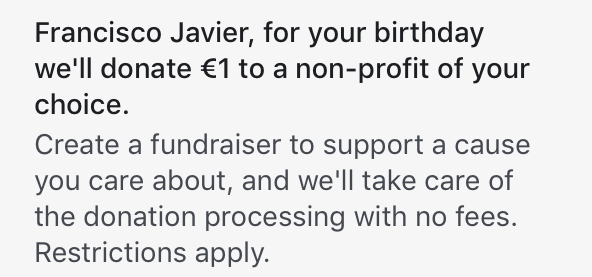 Francisco Javier, for your birthday
we'll donate €1 to a non-profit of your
choice.
Create a fundraiser to support a cause
you care about, and we'll take care of
the donation processing with no fees.
Restrictions apply.